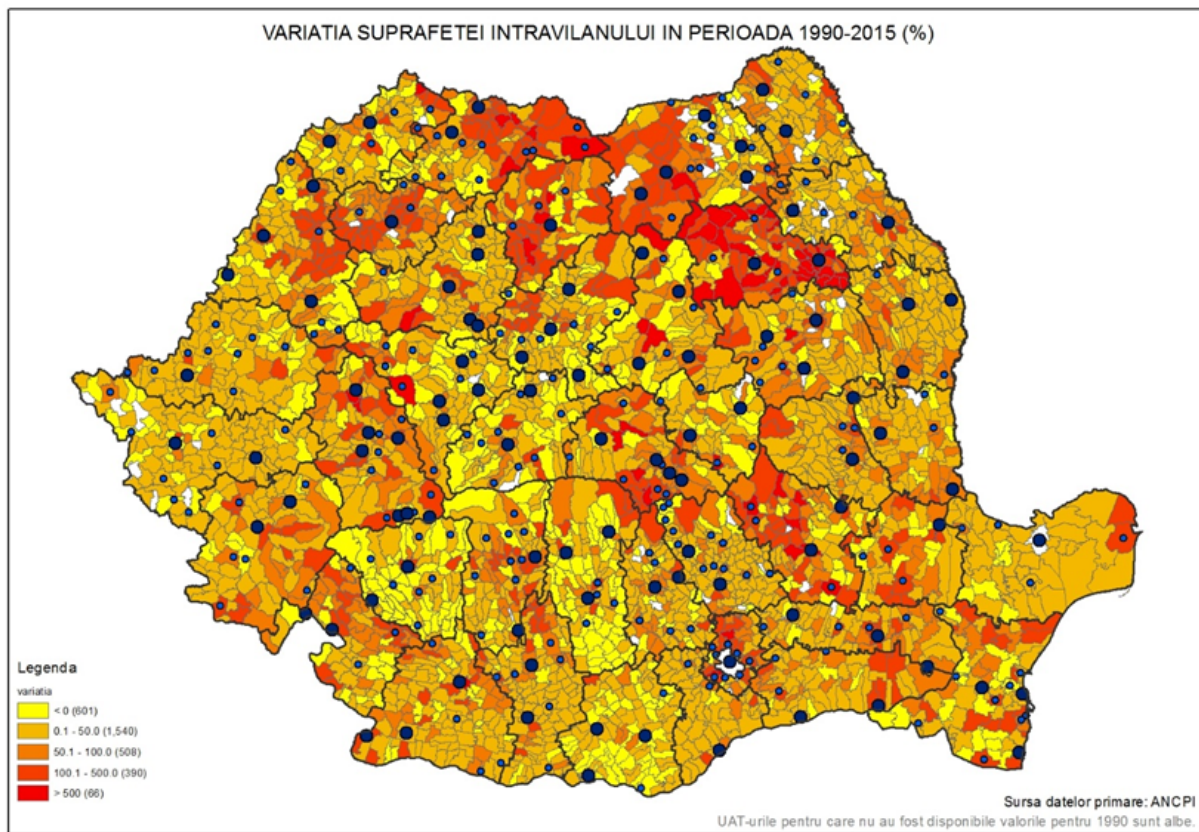 VARIATIA SUPRAFETEI INTRAVILANULUI IN PERIOADA 1990-2015 (%)
Legenda
variatia
< 0 (601)
0.1 - 50.0 (1,540)
50.1 - 100.0 (508)
100.1 - 500.0 (390)
> 500 (66)
Sursa datelor primare: ANCPI
UAT-urile pentru care nu au fost disponibile valorile pentru 1990 sunt albe.